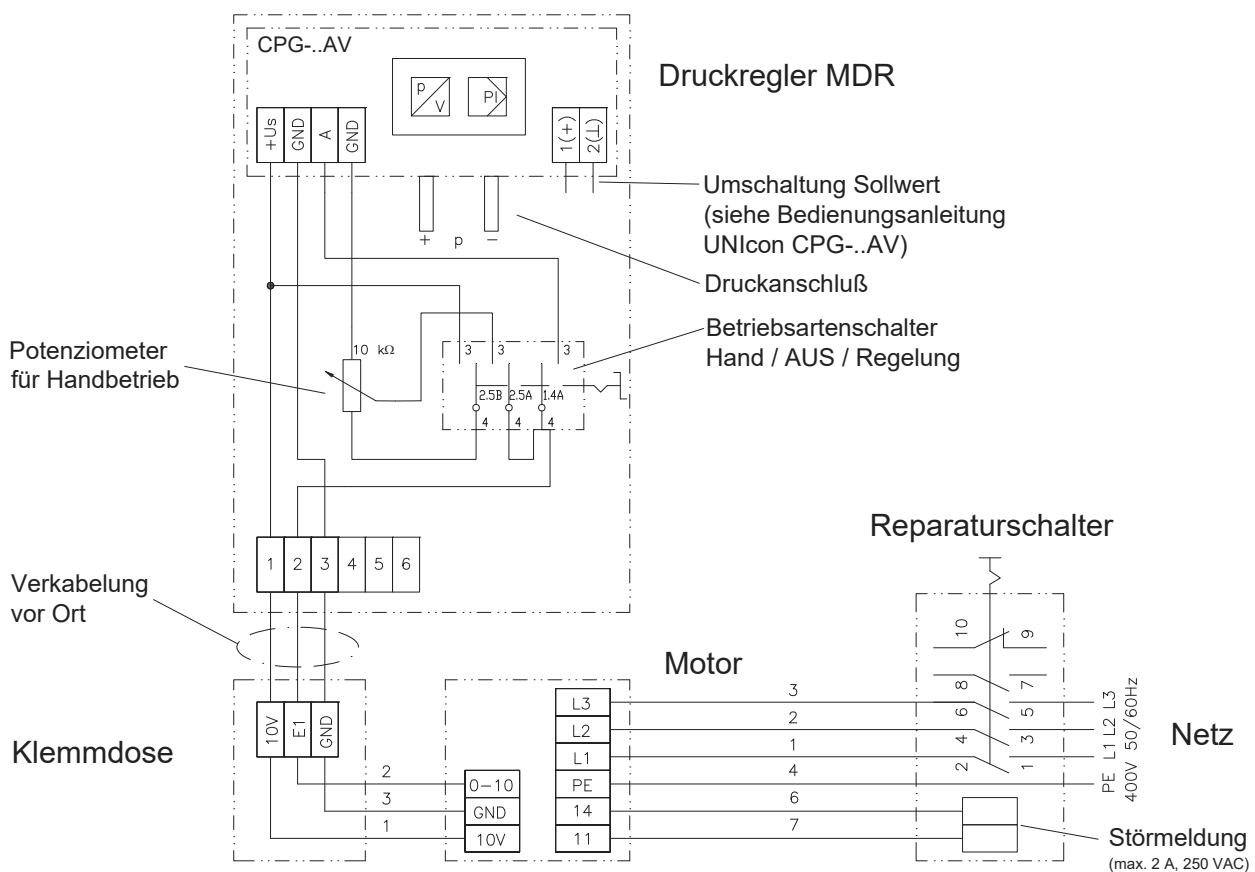 CPG-..AV
Druckregler MDR
p
V
PI
+Us
GND
A
GND
1(+)
2(⊥)
Umschaltung Sollwert
(siehe Bedienungsanleitung
UNIcon CPG-..AV)
+ p −
Druckanschluß
Betriebsartenschalter
Hand / AUS / Regelung
Potenziometer
für Handbetrieb
10 kΩ
3 3 3
2.5B 2.5A 1.4A
4 4 4
Reparaturschalter
1 2 3 4 5 6
Verkabelung
vor Ort
10 9
8 7
6 5
4 3
2 1
Motor
Klemmdose
10V
E1
GND
2
3
1
0−10
GND
10V
L3
L2
L1
PE
14
11
3
2
1
4
6
7
PE L1 L2 L3
400V 50/60Hz
Netz
Störmeldung
(max. 2 A, 250 VAC)